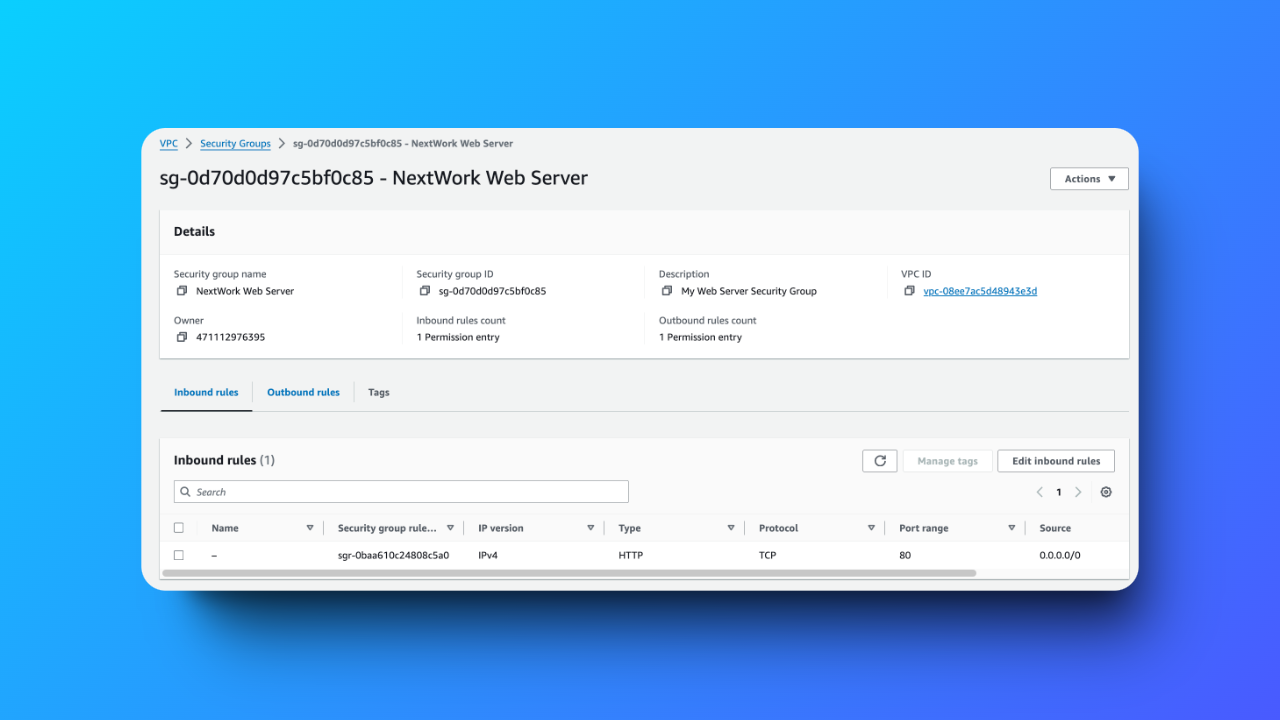 VPC > Security Groups > sg-0d70d0d97c5bf0c85 - NextWork Web Server
sg-0d70d0d97c5bf0c85 - NextWork Web Server
Actions
Details
Security group name
NextWork Web Server
Security group ID
sg-0d70d0d97c5bf0c85
Description
My Web Server Security Group
VPC ID
vpc-08ee7ac5d48943e3d
Owner
471112976395
Inbound rules count
1 Permission entry
Outbound rules count
1 Permission entry
Inbound rules Outbound rules Tags
Inbound rules (1)
Manage tags Edit inbound rules
Search
1
Name Security group rule... IP version Type Protocol Port range Source
– sgr-0baa610c24808c5a0 IPv4 HTTP TCP 80 0.0.0.0/0